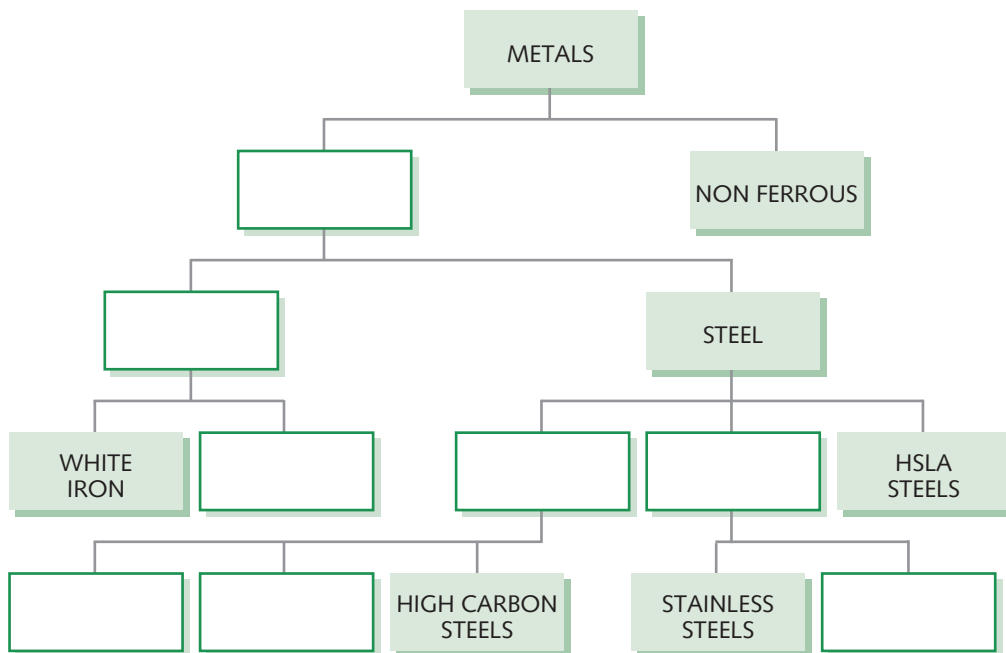 METALS
NON FERROUS
STEEL
WHITE
IRON
HSLA
STEELS
HIGH CARBON
STEELS
STAINLESS
STEELS